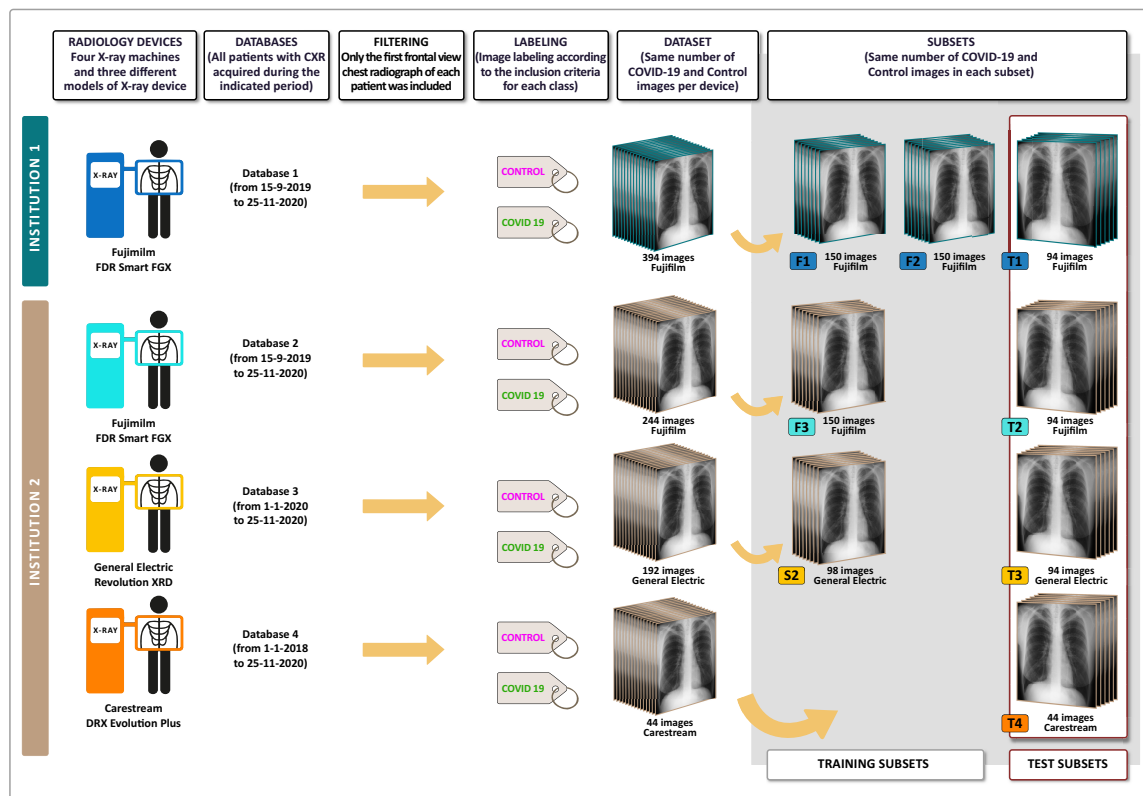 RADIOLOGY DEVICES
Four X-ray machines
and three different
models of X-ray device
DATABASES
(All patients with CXR
acquired during the
indicated period)
FILTERING
Only the first frontal view
chest radiograph of each
patient was included
LABELING
(Image labeling according
to the inclusion criteria
for each class)
DATASET
(Same number of
COVID-19 and Control
images per device)
SUBSETS
(Same number of COVID-19 and
Control images in each subset)
INSTITUTION 1
X-RAY
Fujimilm
FDR Smart FGX
Database 1
(from 15-9-2019
to 25-11-2020)
CONTROL
COVID 19
394 images
Fujifilm
F1
150 images
Fujifilm
F2
150 images
Fujifilm
T1
94 images
Fujifilm
INSTITUTION 2
X-RAY
Fujimilm
FDR Smart FGX
Database 2
(from 15-9-2019
to 25-11-2020)
CONTROL
COVID 19
244 images
Fujifilm
F3
150 images
Fujifilm
T2
94 images
Fujifilm
X-RAY
General Electric
Revolution XRD
Database 3
(from 1-1-2020
to 25-11-2020)
CONTROL
COVID 19
192 images
General Electric
S2
98 images
General Electric
T3
94 images
General Electric
X-RAY
Carestream
DRX Evolution Plus
Database 4
(from 1-1-2018
to 25-11-2020)
CONTROL
COVID 19
44 images
Carestream
T4
44 images
Carestream
TRAINING SUBSETS
TEST SUBSETS